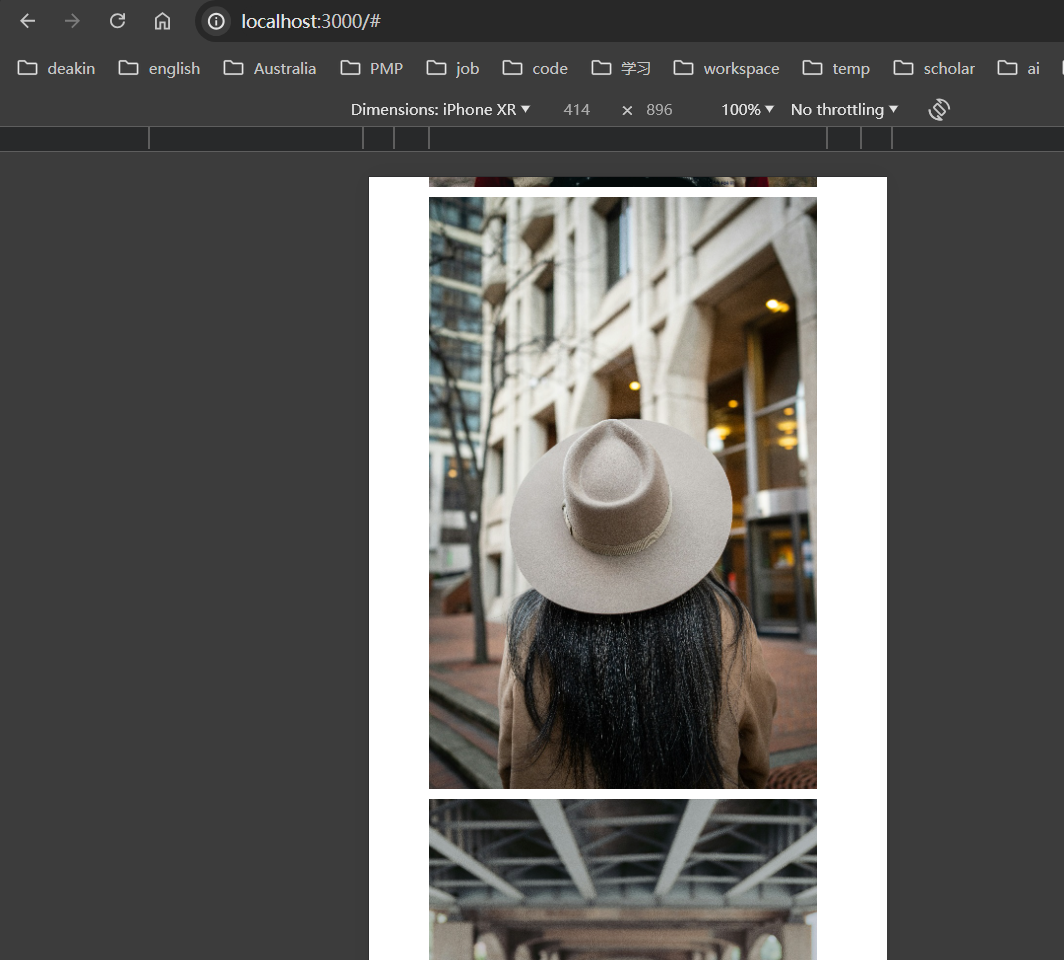 localhost:3000/#
deakin english Australia PMP job code 学习 workspace temp scholar ai
Dimensions: iPhone XR 414 × 896 100% No throttling